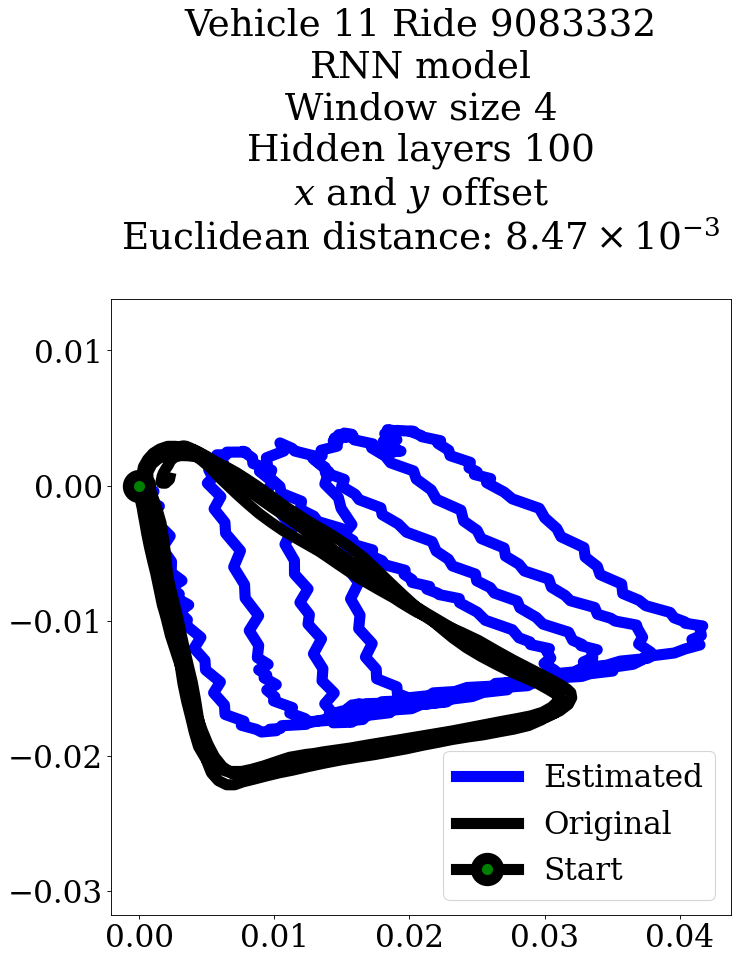 Vehicle 11 Ride 9083332
RNN model
Window size 4
Hidden layers 100
x and y offset
Euclidean distance: 8.47 × 10⁻³
0.01
0.00
−0.01
−0.02
−0.03
Estimated
Original
Start
0.00 0.01 0.02 0.03 0.04